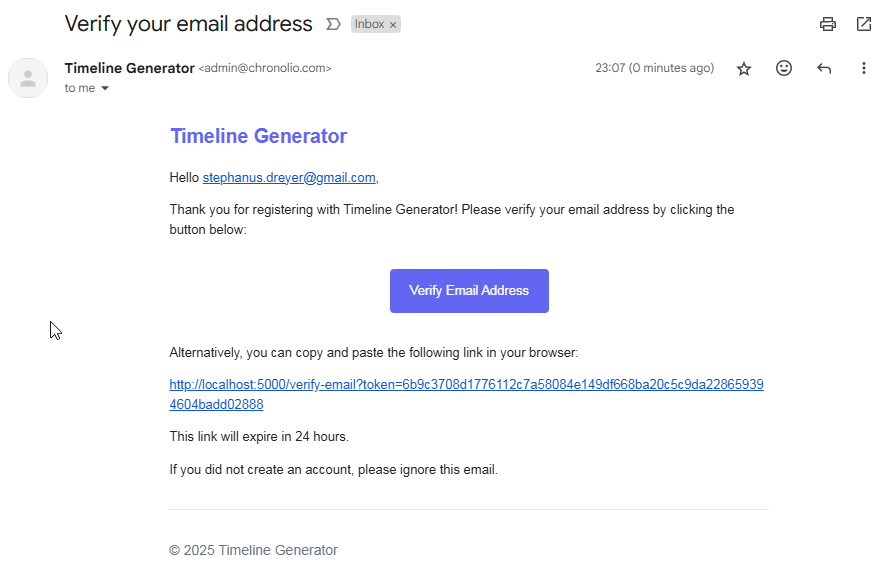 Verify your email address
Inbox ×
Timeline Generator <admin@chronolio.com>
23:07 (0 minutes ago)
to me
Timeline Generator
Hello stephanus.dreyer@gmail.com,
Thank you for registering with Timeline Generator! Please verify your email address by clicking the
button below:
Verify Email Address
Alternatively, you can copy and paste the following link in your browser:
http://localhost:5000/verify-email?token=6b9c3708d1776112c7a58084e149df668ba20c5c9da22865939
4604badd02888
This link will expire in 24 hours.
If you did not create an account, please ignore this email.
© 2025 Timeline Generator